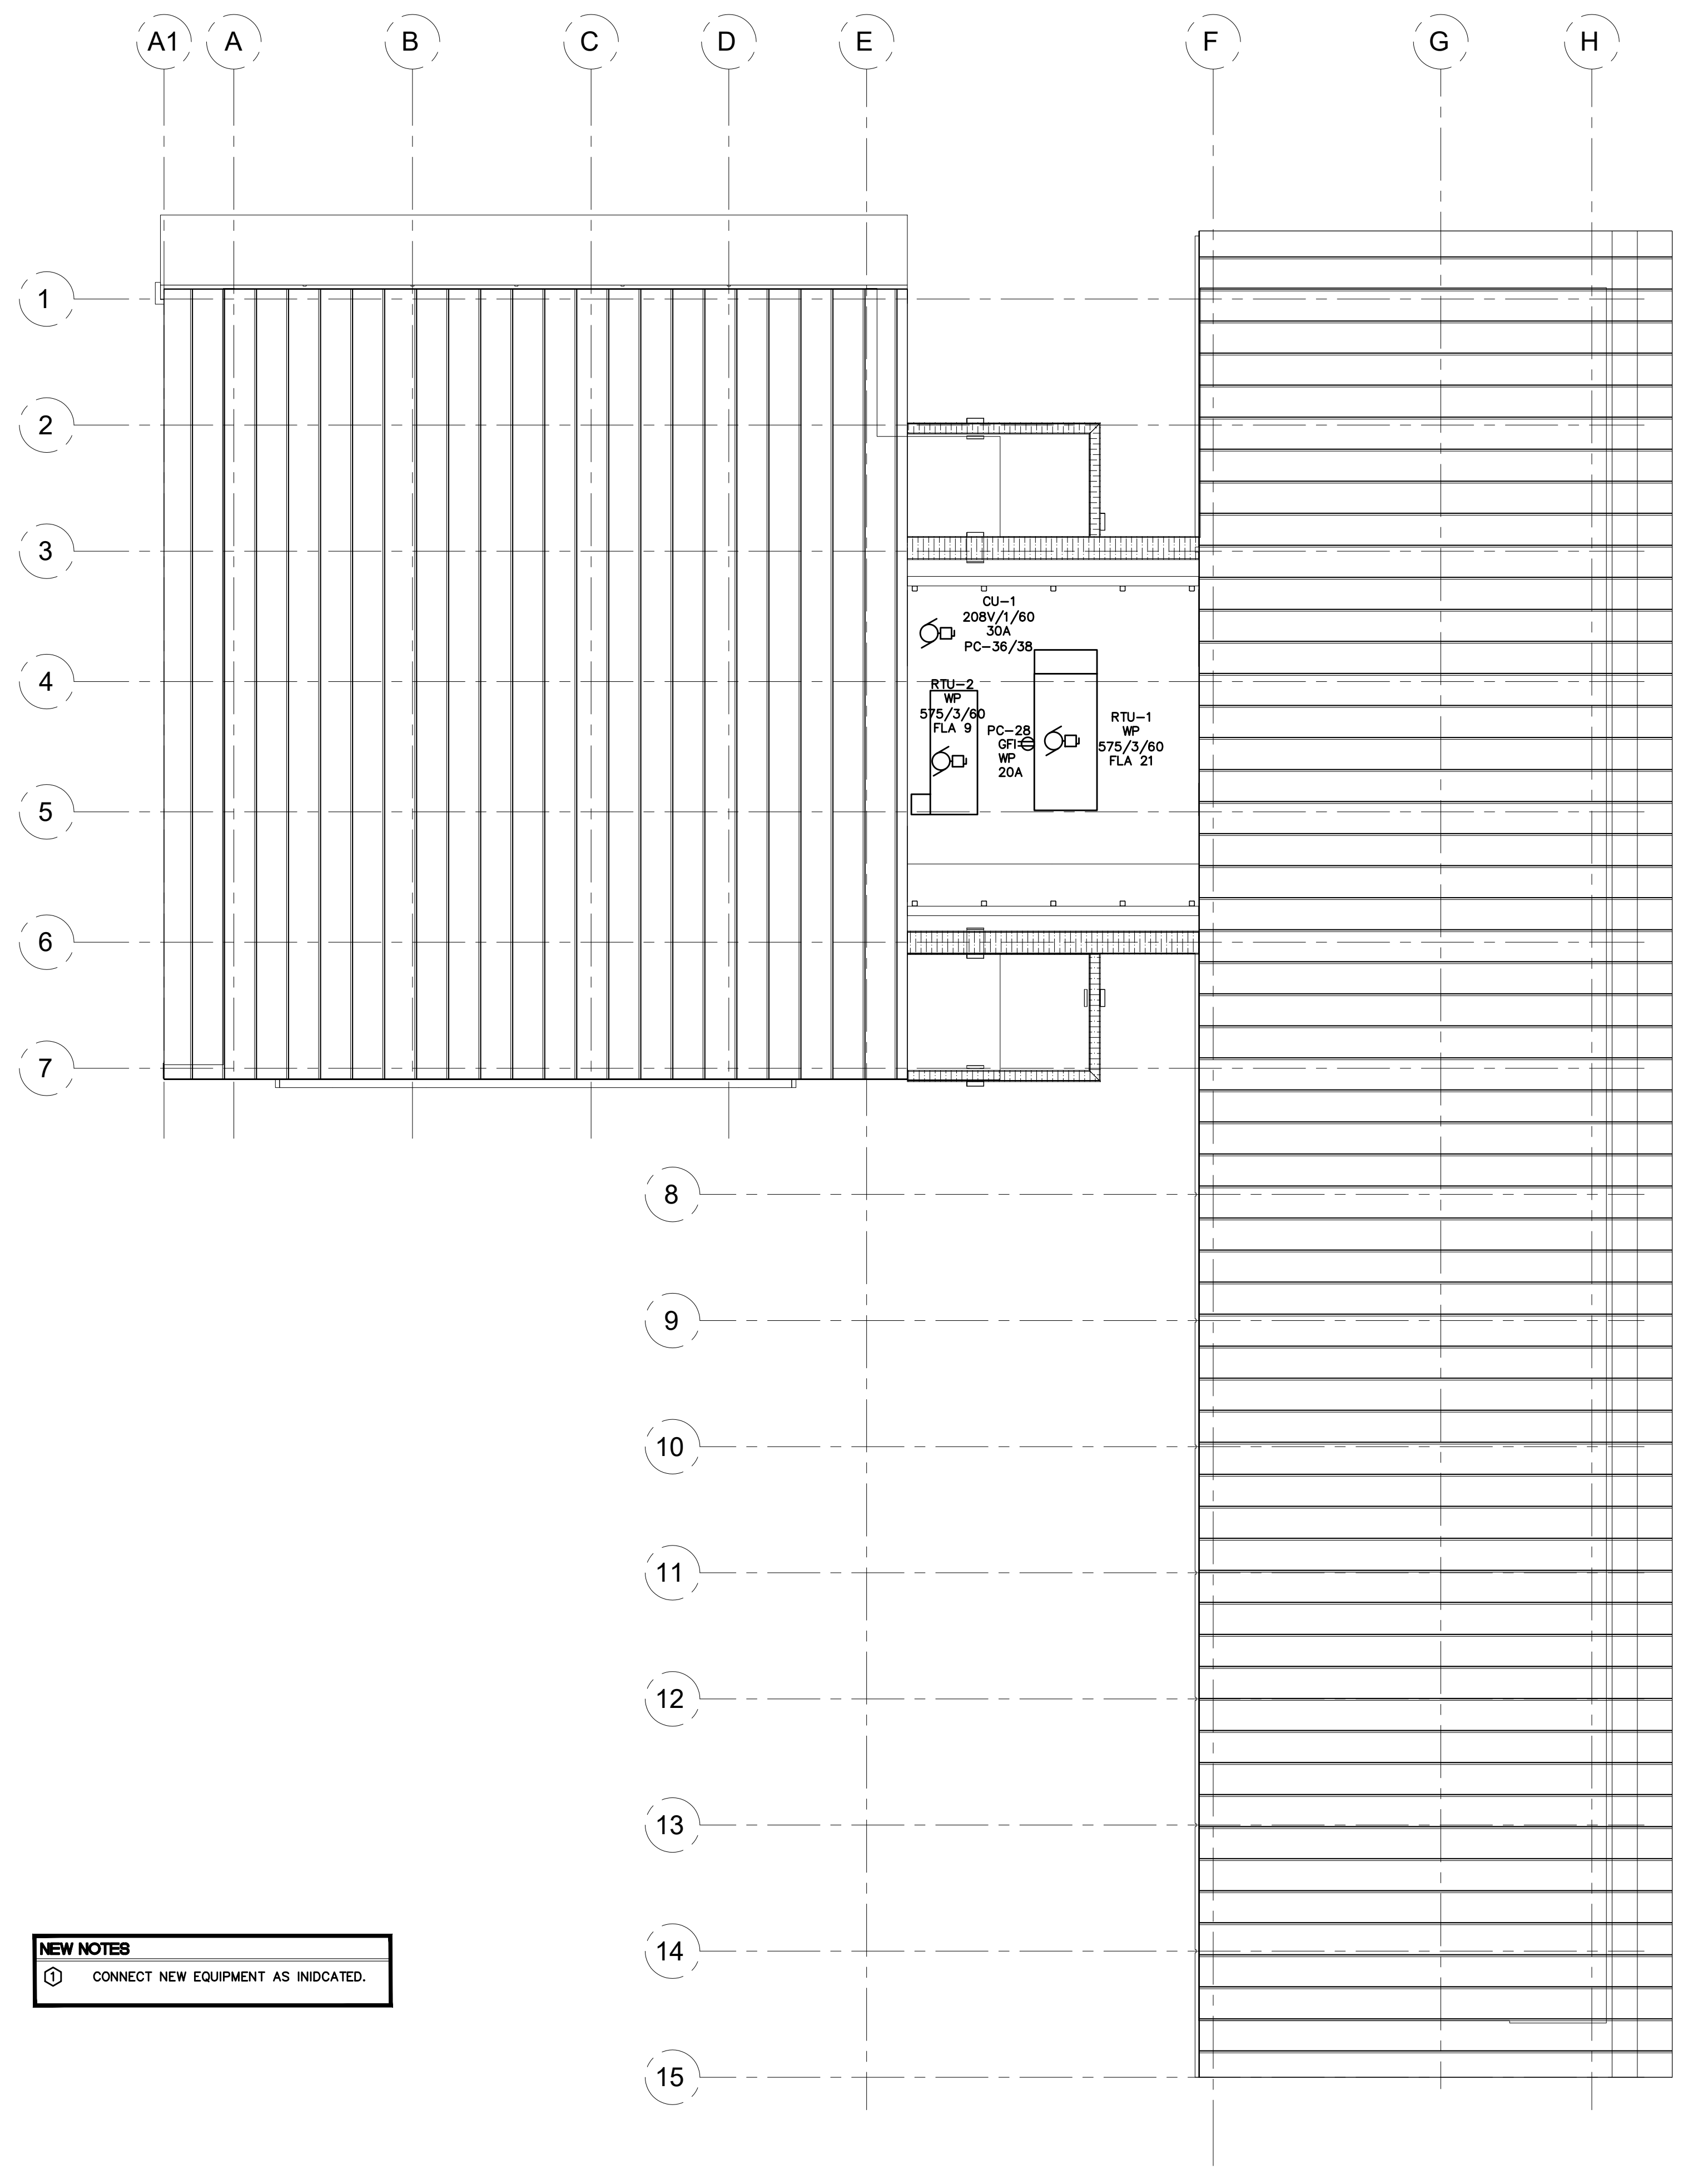 A1 A B C D E F G H
1
2
3
CU-1
208V/1/60
30A
PC-36/38
4
RTU-2
WP
575/3/60
FLA 9
PC-28
GFI
WP
20A
RTU-1
WP
575/3/60
FLA 21
5
6
7
8
9
10
11
12
13
14
15
NEW NOTES
1 CONNECT NEW EQUIPMENT AS INIDCATED.